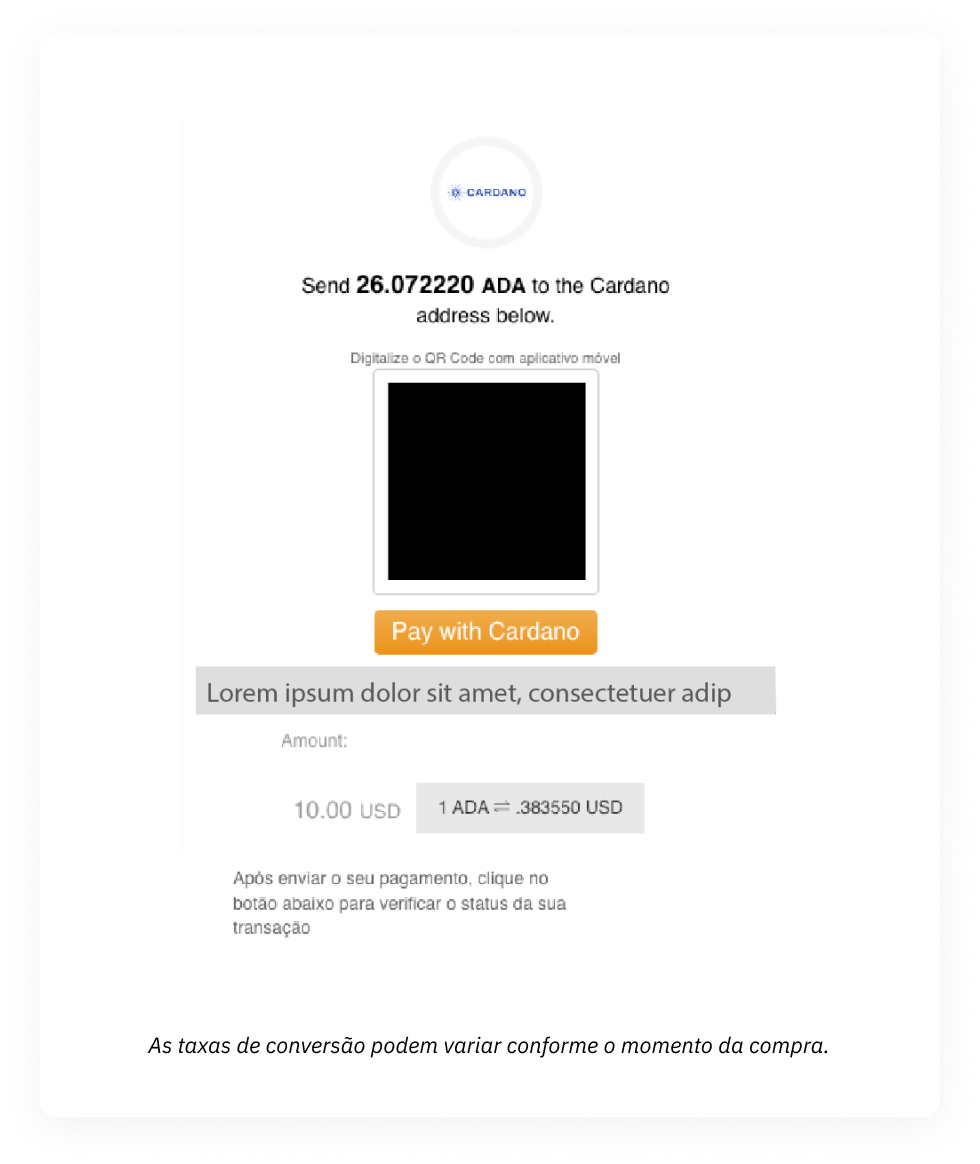 CARDANO
Send 26.072220 ADA to the Cardano
address below.
Digitalize o QR Code com aplicativo móvel
Pay with Cardano
Lorem ipsum dolor sit amet, consectetuer adip
Amount:
10.00 USD 1 ADA ⇌ .383550 USD
Após enviar o seu pagamento, clique no
botão abaixo para verificar o status da sua
transação
As taxas de conversão podem variar conforme o momento da compra.